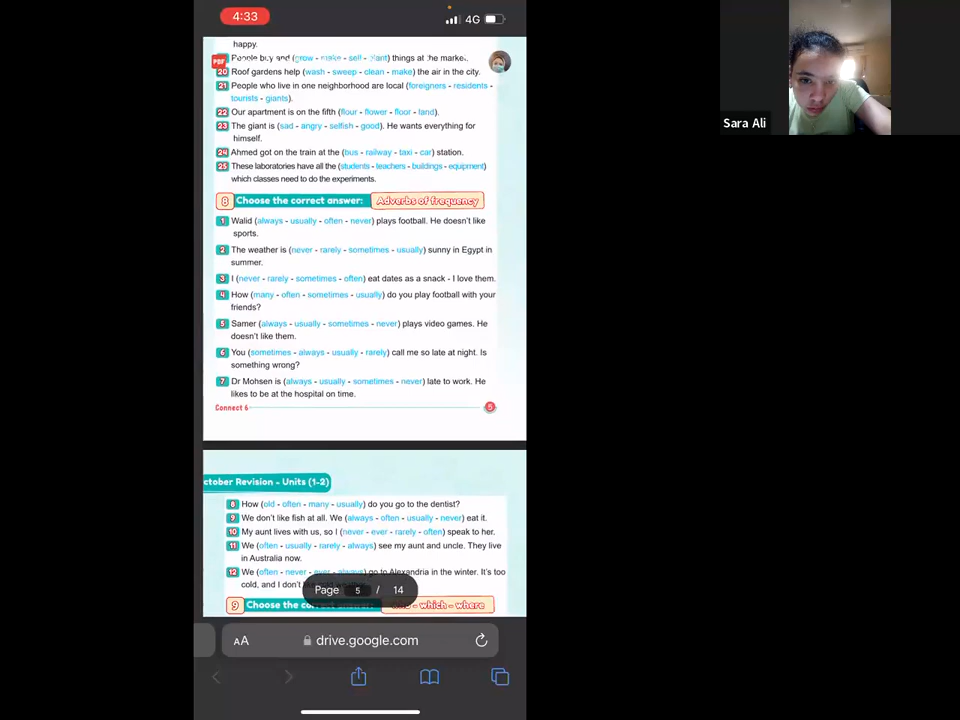 4:33
4G
happy.
PDF
People buy and (grow - make - sell - plant) things at the market.
20 Roof gardens help (wash - sweep - clean - make) the air in the city.
21 People who live in one neighborhood are local (foreigners - residents -
tourists - giants).
22 Our apartment is on the fifth (flour - flower - floor - land).
23 The giant is (sad - angry - selfish - good). He wants everything for
himself.
24 Ahmed got on the train at the (bus - railway - taxi - car) station.
25 These laboratories have all the (students - teachers - buildings - equipment)
which classes need to do the experiments.
8 Choose the correct answer: Adverbs of frequency
1 Walid (always - usually - often - never) plays football. He doesn't like
sports.
2 The weather is (never - rarely - sometimes - usually) sunny in Egypt in
summer.
3 I (never - rarely - sometimes - often) eat dates as a snack - I love them.
4 How (many - often - sometimes - usually) do you play football with your
friends?
5 Samer (always - usually - sometimes - never) plays video games. He
doesn't like them.
6 You (sometimes - always - usually - rarely) call me so late at night. Is
something wrong?
7 Dr Mohsen is (always - usually - sometimes - never) late to work. He
likes to be at the hospital on time.
Connect 6
5
ctober Revision - Units (1-2)
8 How (old - often - many - usually) do you go to the dentist?
9 We don't like fish at all. We (always - often - usually - never) eat it.
10 My aunt lives with us, so I (never - ever - rarely - often) speak to her.
11 We (often - usually - rarely - always) see my aunt and uncle. They live
in Australia now.
12 We (often - never - ever - always) go to Alexandria in the winter. It's too
cold, and I don't
9 Choose the correct answer: - which - where
Page 5 / 14
AA
drive.google.com
Sara Ali